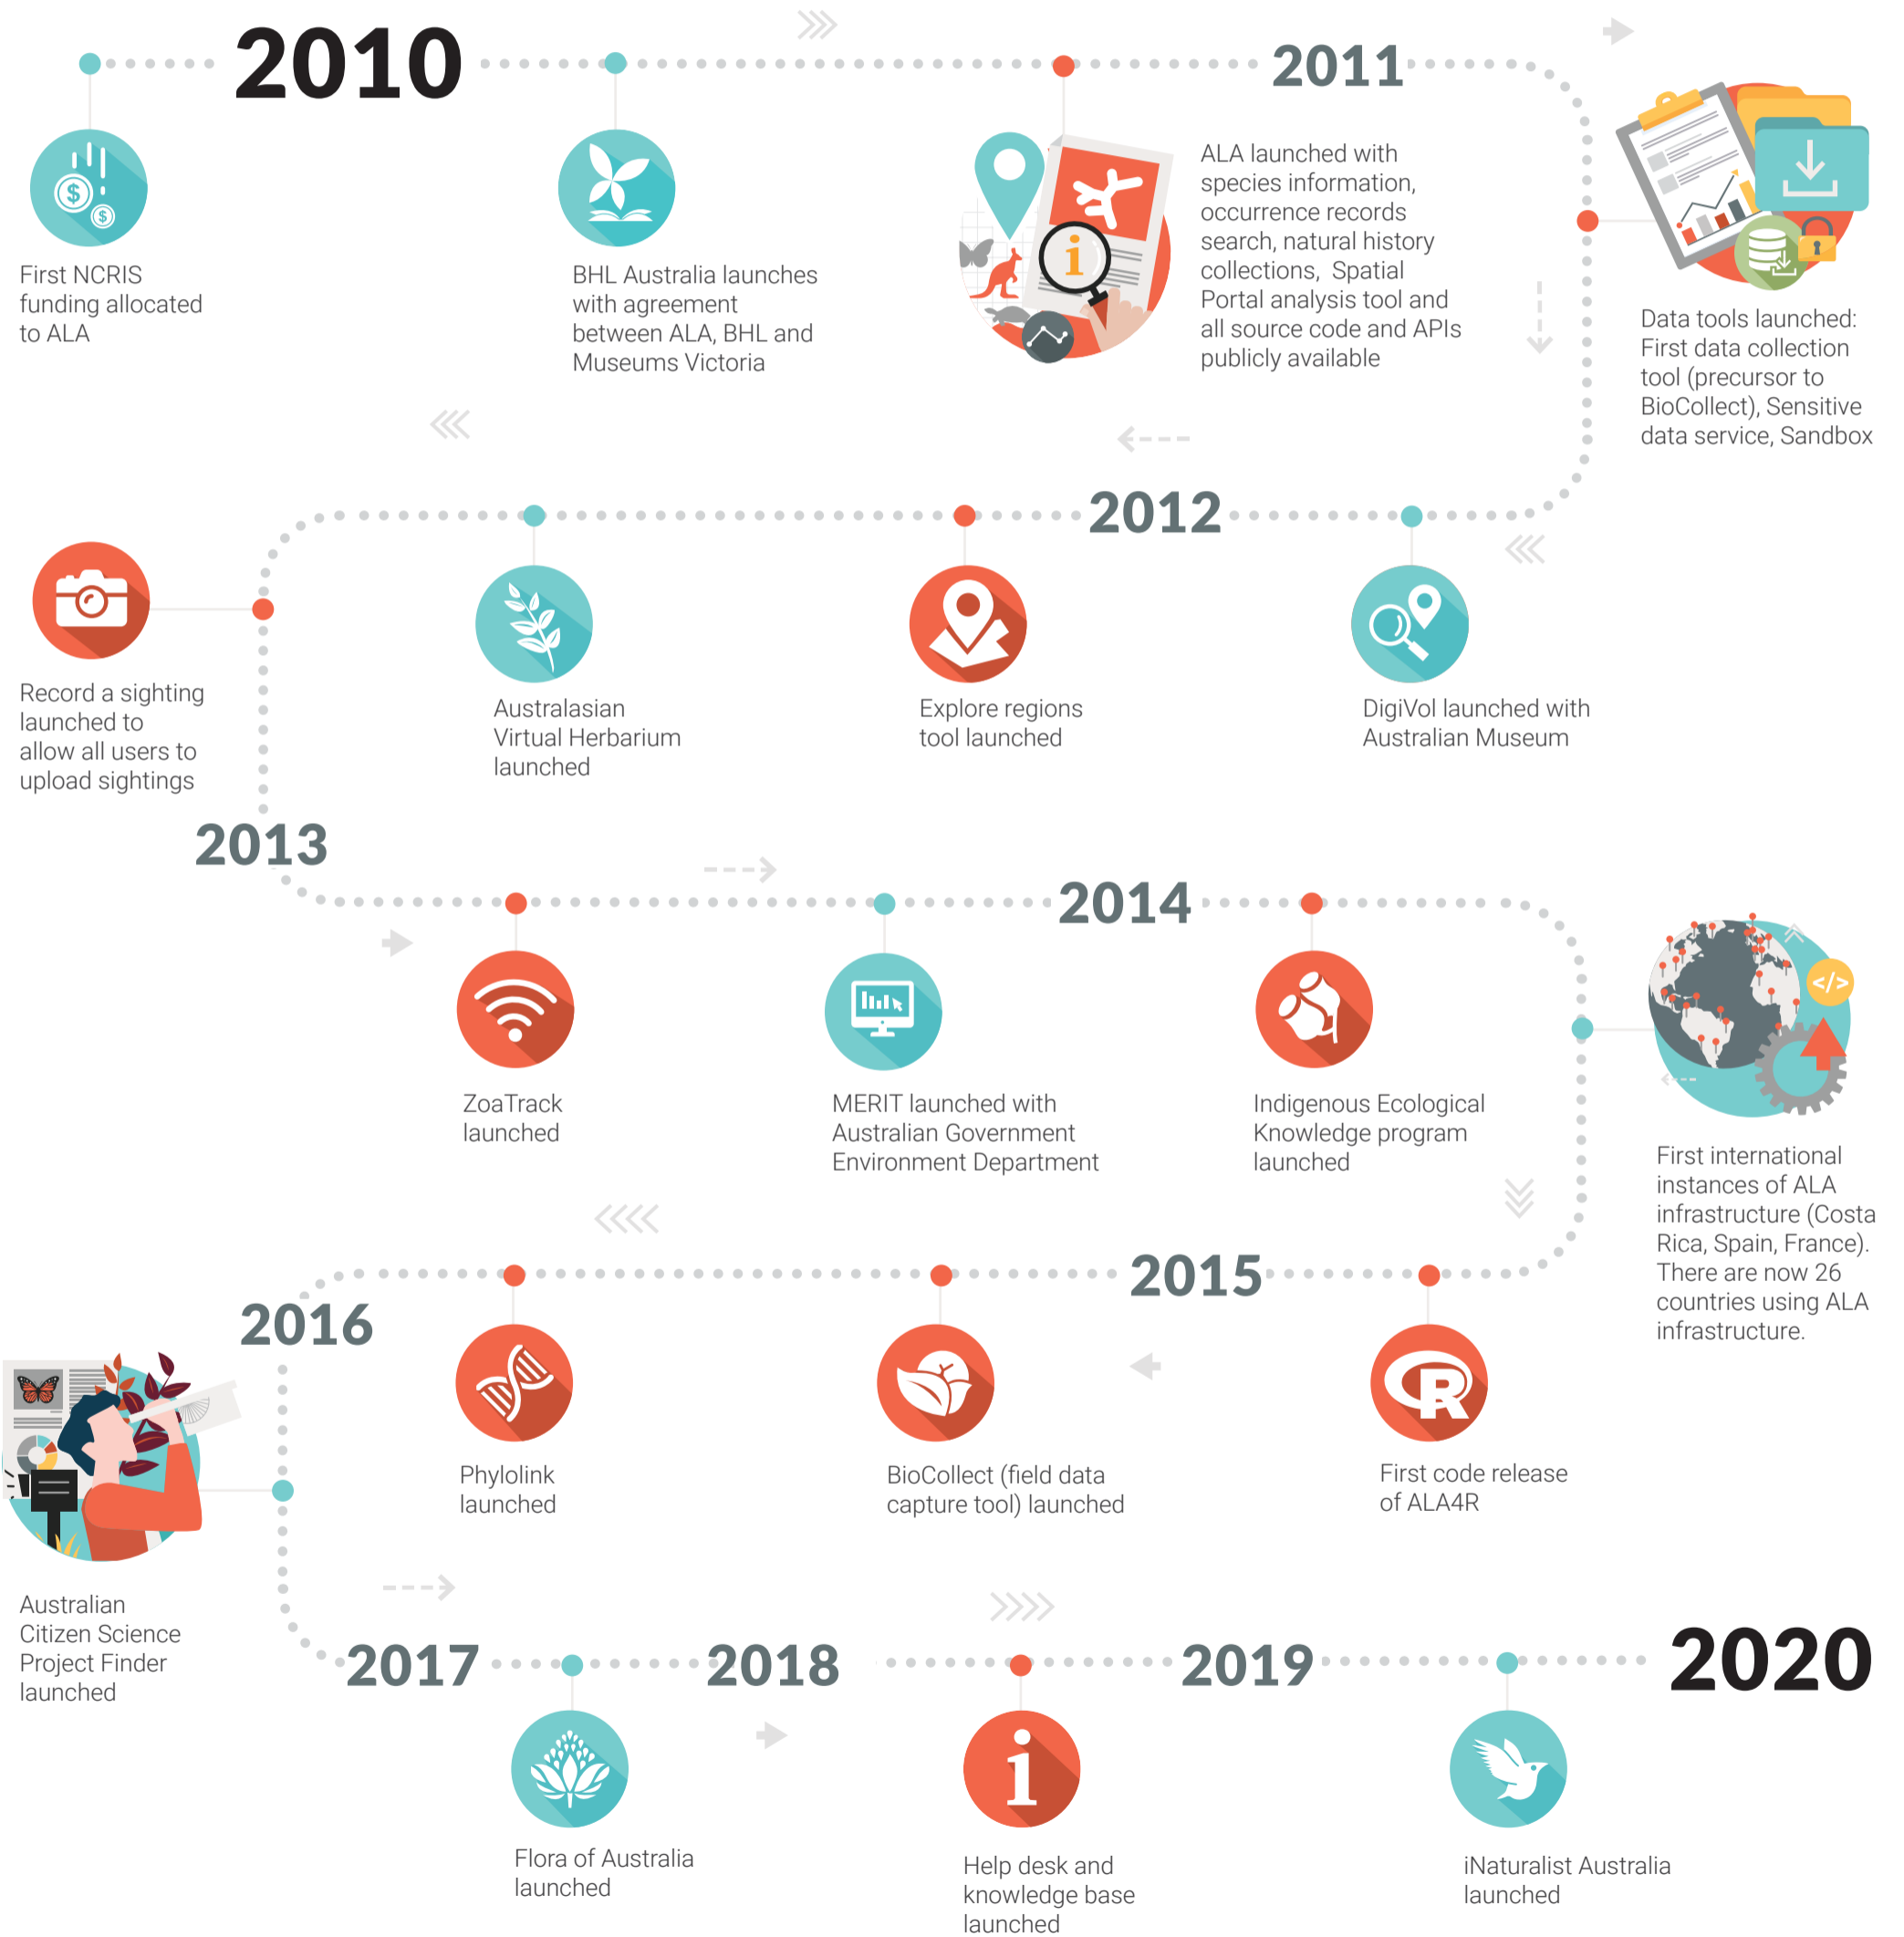 2010
2011
First NCRIS
funding allocated
to ALA
BHL Australia launches
with agreement
between ALA, BHL and
Museums Victoria
ALA launched with
species information,
occurrence records
search, natural history
collections, Spatial
Portal analysis tool and
all source code and APIs
publicly available
Data tools launched:
First data collection
tool (precursor to
BioCollect), Sensitive
data service, Sandbox
2012
DigiVol launched with
Australian Museum
Explore regions
tool launched
Australasian
Virtual Herbarium
launched
Record a sighting
launched to
allow all users to
upload sightings
2013
2014
ZoaTrack
launched
MERIT launched with
Australian Government
Environment Department
Indigenous Ecological
Knowledge program
launched
</>
First international
instances of ALA
infrastructure (Costa
Rica, Spain, France).
There are now 26
countries using ALA
infrastructure.
2015
R
First code release
of ALA4R
BioCollect (field data
capture tool) launched
Phylolink
launched
2016
Australian
Citizen Science
Project Finder
launched
2017
2018
2019
2020
Flora of Australia
launched
i
Help desk and
knowledge base
launched
iNaturalist Australia
launched